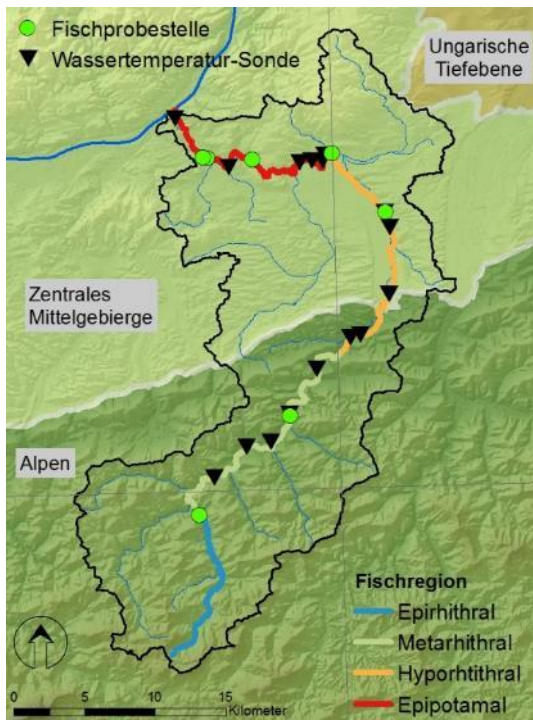 Fischprobestelle
Wassertemperatur-Sonde
Ungarische
Tiefebene
Zentrales
Mittelgebierge
Alpen
Fischregion
Epirhithral
Metarhithral
Hyporhtithral
Epipotamal
0 5 10 15
Kilometer